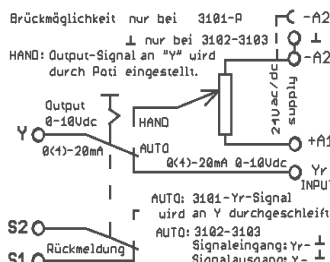 Brückmöglichkeit nur bei 3101-A
-A2
⊥ nur bei 3102-3103
⊥
HAND: Output-Signal an "Y" wird
-A2
durch Poti eingestellt.
24Vac/dc
supply
Output
0-10Vdc
HAND
+A1
Y
AUTO
0(4)-20mA
0(4)-20mA 0-10Vdc
Yr
INPUT
AUTO: 3101-Yr-Signal
wird an Y durchgeschleift
S2
AUTO: 3102-3103
Rückmeldung
Signaleingang: Yr-⊥
S1
Signalausgang: Y-⊥